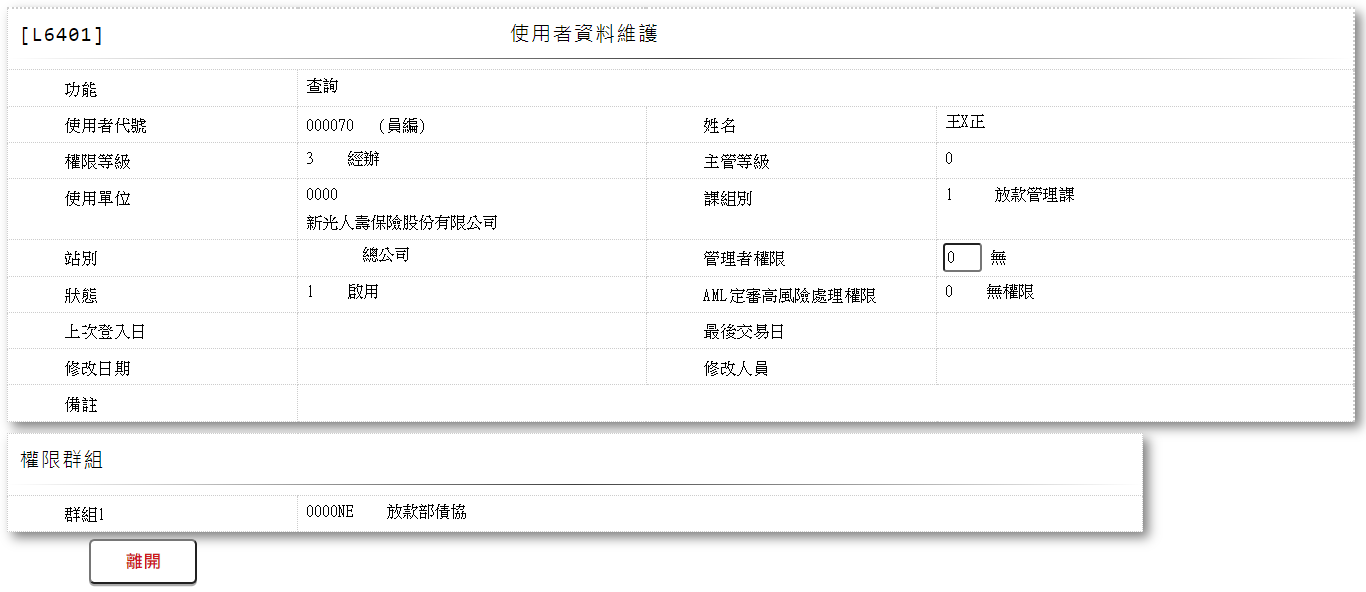 [L6401] 使用者資料維護
功能 查詢
使用者代號 000070 (員編) 姓名 王X正
權限等級 3 經辦 主管等級 0
使用單位 0000 課組別 1 放款管理課
新光人壽保險股份有限公司
站別 總公司 管理者權限 0 無
狀態 1 啟用 AML定審高風險處理權限 0 無權限
上次登入日 最後交易日
修改日期 修改人員
備註
權限群組
群組1 0000NE 放款部債協
離開